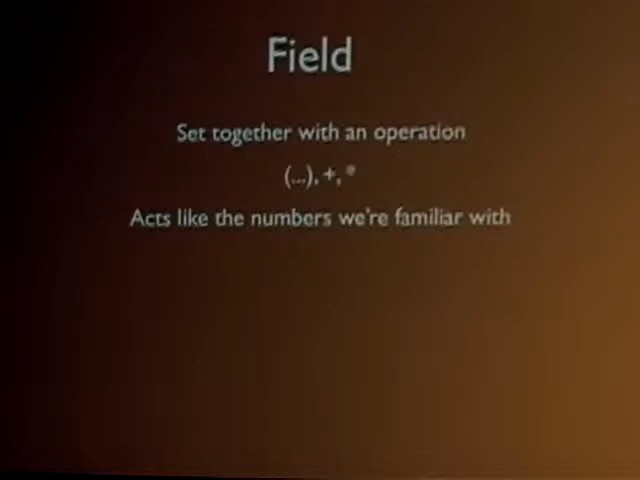 Field
Set together with an operation
(...), +, *
Acts like the numbers we're familiar with